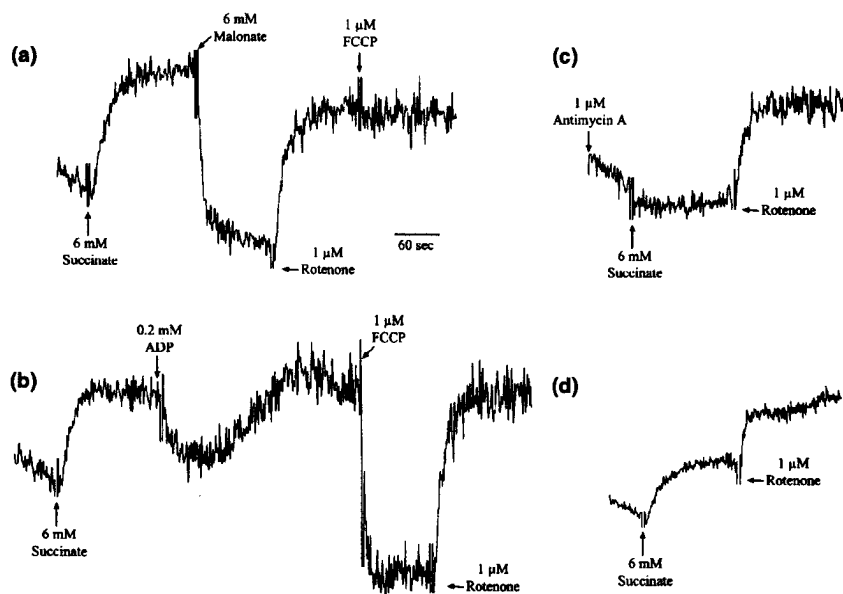 (a)
6 mM
Malonate
1 µM
FCCP
6 mM
Succinate
1 µM
Rotenone
60 sec
(b)
0.2 mM
ADP
1 µM
FCCP
6 mM
Succinate
1 µM
Rotenone
(c)
1 µM
Antimycin A
1 µM
Rotenone
6 mM
Succinate
(d)
1 µM
Rotenone
6 mM
Succinate